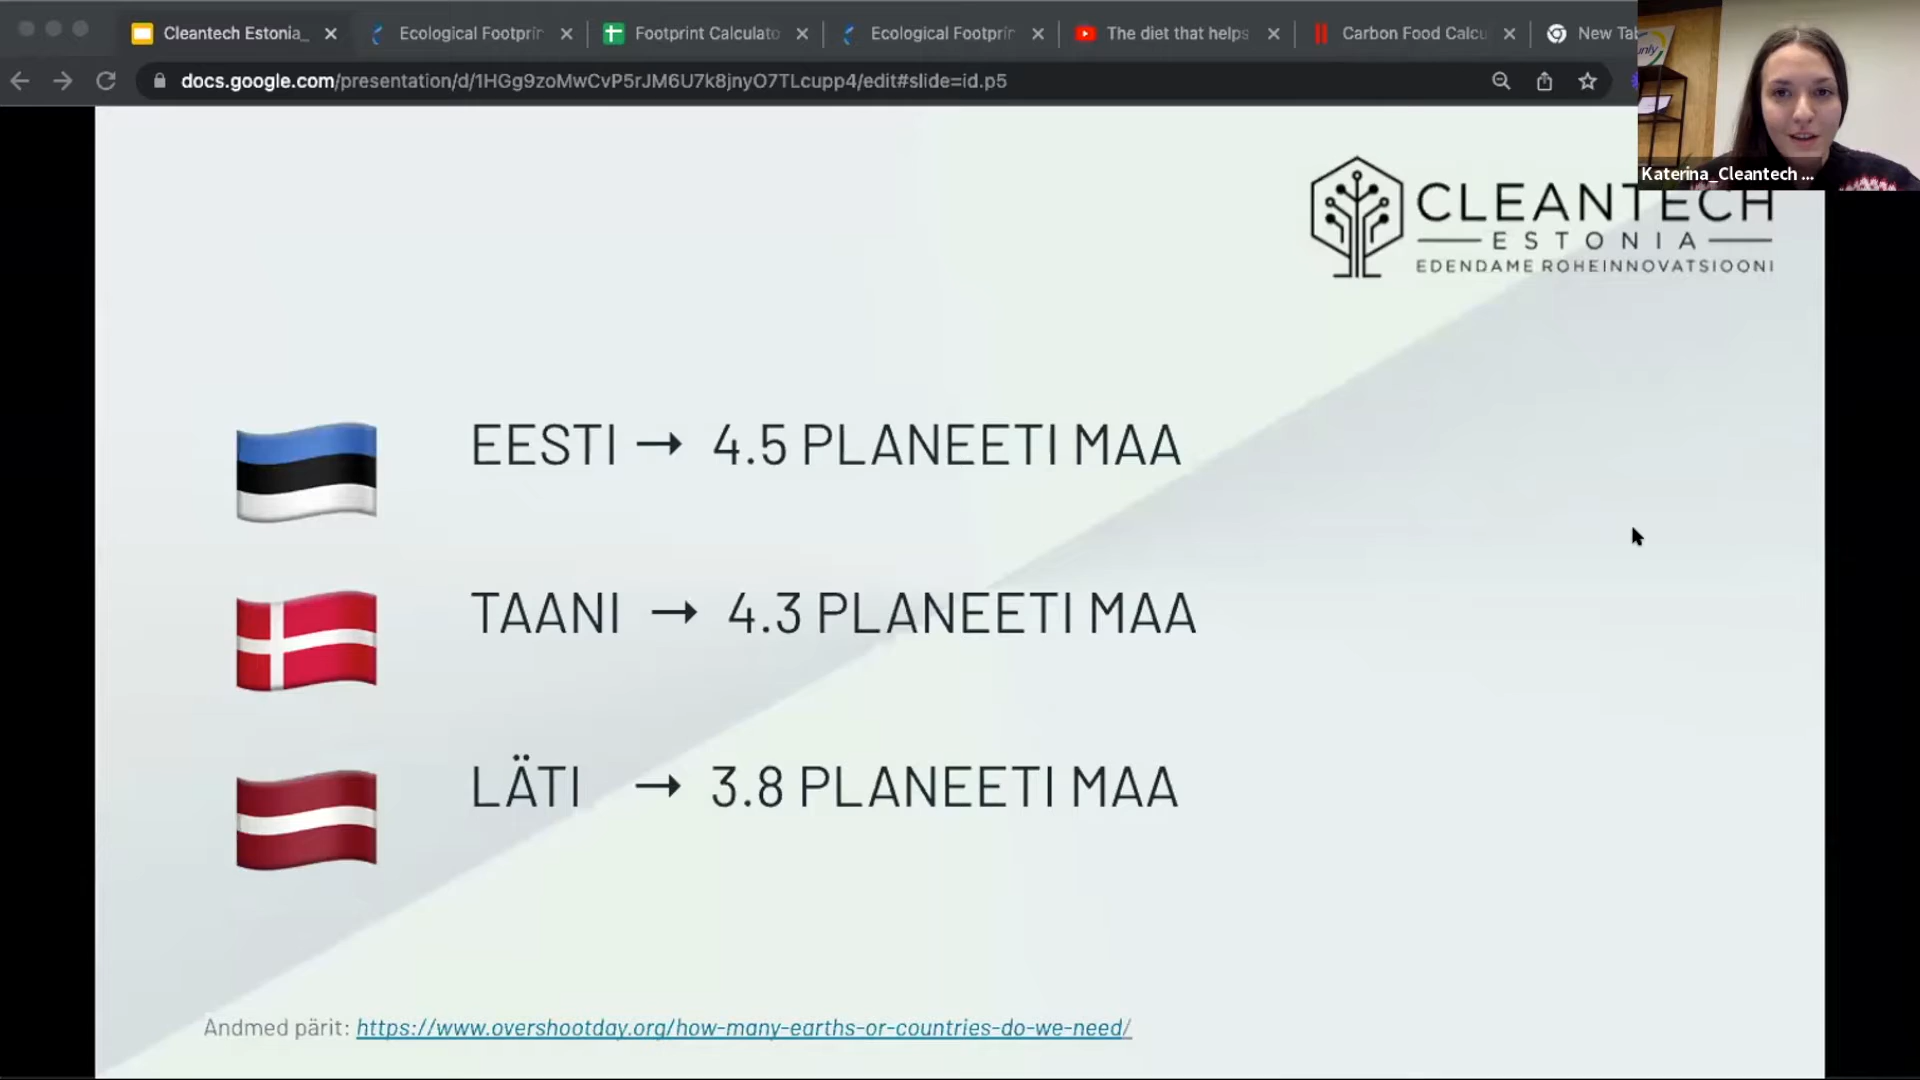 Cleantech Estonia_
Ecological Footprin
Footprint Calculato
Ecological Footprin
The diet that helps
Carbon Food Calcu
New Tab
docs.google.com/presentation/d/1HGg9zoMwCvP5rJM6U7k8jnyO7TLcupp4/edit#slide=id.p5
Katerina_Cleantech ...
CLEANTECH
ESTONIA
EDENDAME ROHEINNOVATSIOONI
EESTI → 4.5 PLANEETI MAA
TAANI → 4.3 PLANEETI MAA
LÄTI → 3.8 PLANEETI MAA
Andmed pärit: https://www.overshootday.org/how-many-earths-or-countries-do-we-need/